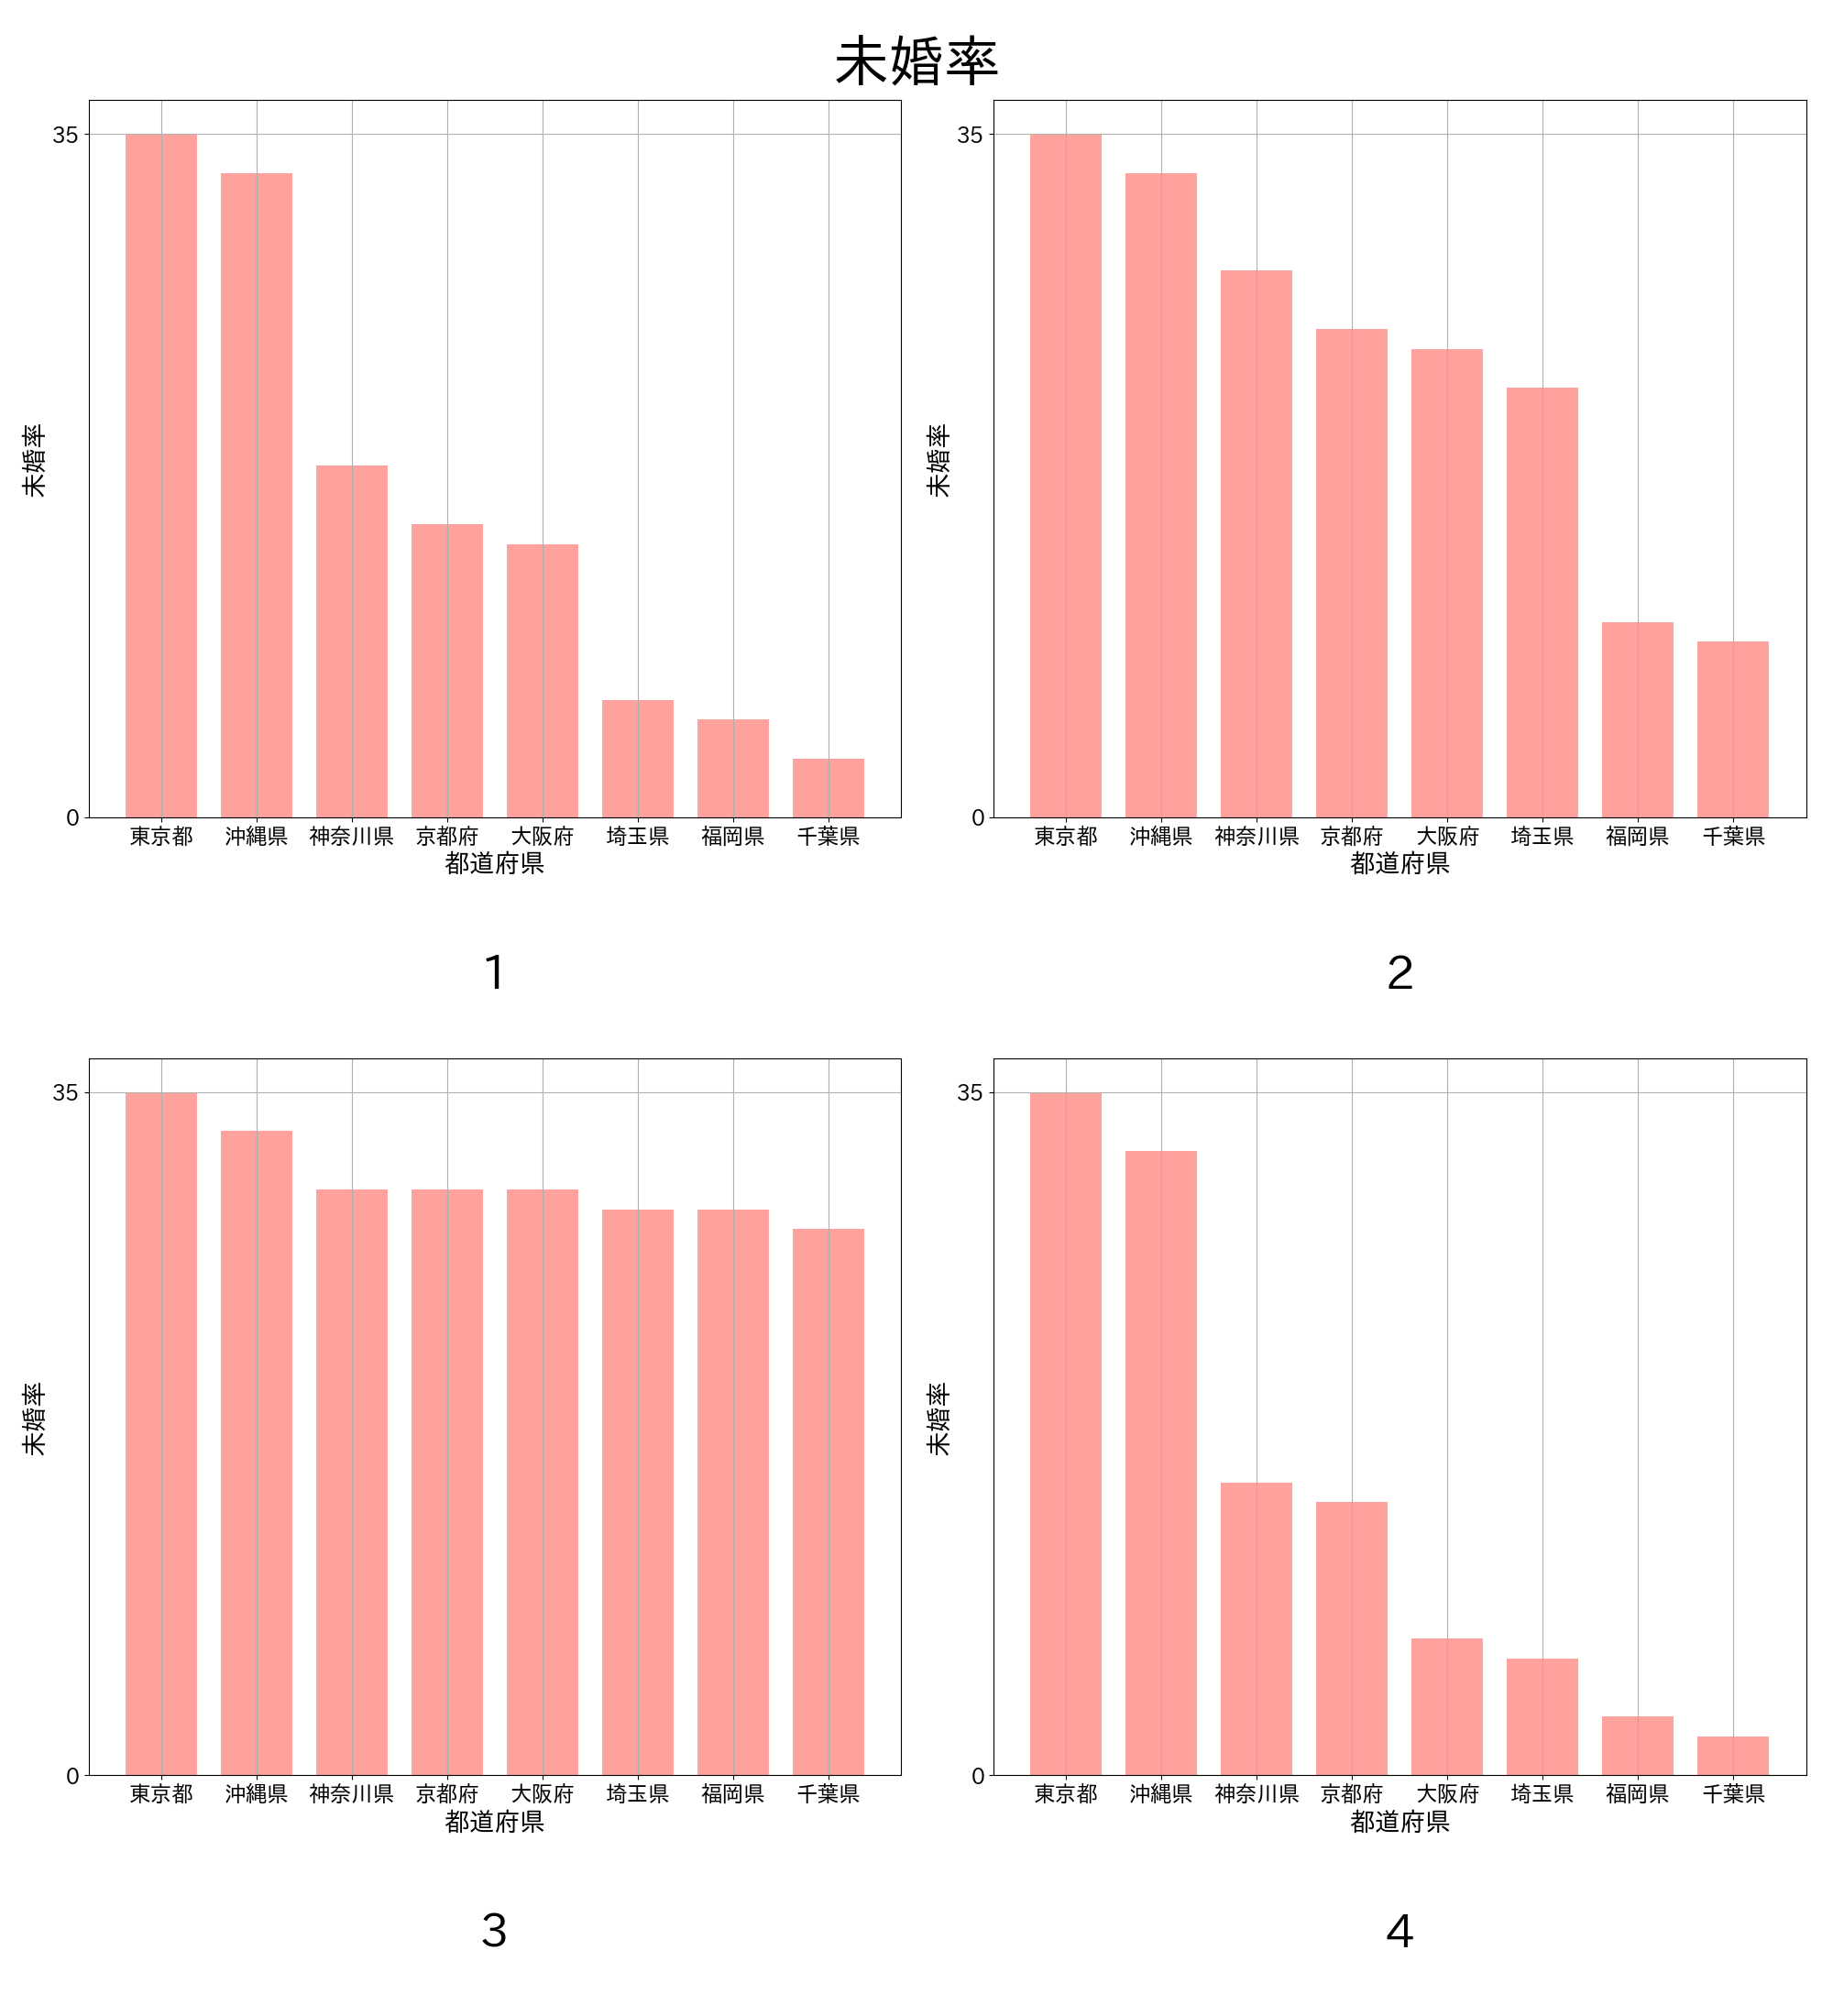 未婚率
35
0
未婚率
東京都 沖縄県 神奈川県 京都府 大阪府 埼玉県 福岡県 千葉県
都道府県
1
35
0
未婚率
東京都 沖縄県 神奈川県 京都府 大阪府 埼玉県 福岡県 千葉県
都道府県
2
35
0
未婚率
東京都 沖縄県 神奈川県 京都府 大阪府 埼玉県 福岡県 千葉県
都道府県
3
35
0
未婚率
東京都 沖縄県 神奈川県 京都府 大阪府 埼玉県 福岡県 千葉県
都道府県
4